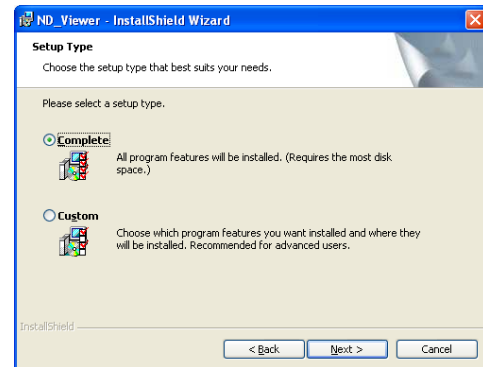 ND_Viewer - InstallShield Wizard
Setup Type
Choose the setup type that best suits your needs.
Please select a setup type.
Complete
All program features will be installed. (Requires the most disk
space.)
Custom
Choose which program features you want installed and where they
will be installed. Recommended for advanced users.
InstallShield
< Back
Next >
Cancel